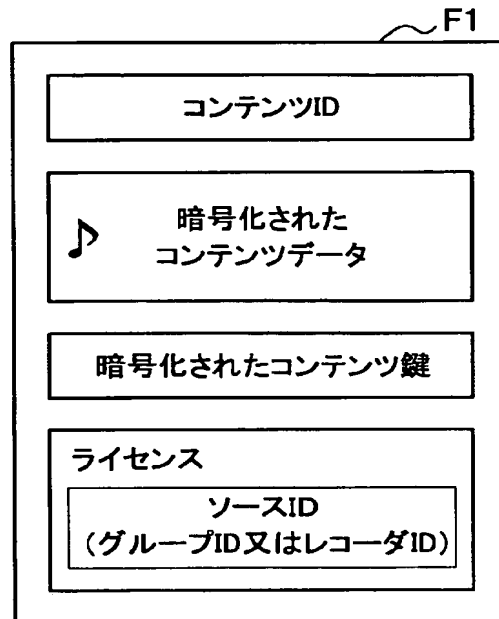 F1
コンテンツID
暗号化された
コンテンツデータ
暗号化されたコンテンツ鍵
ライセンス
ソースID
(グループID又はレコーダID)